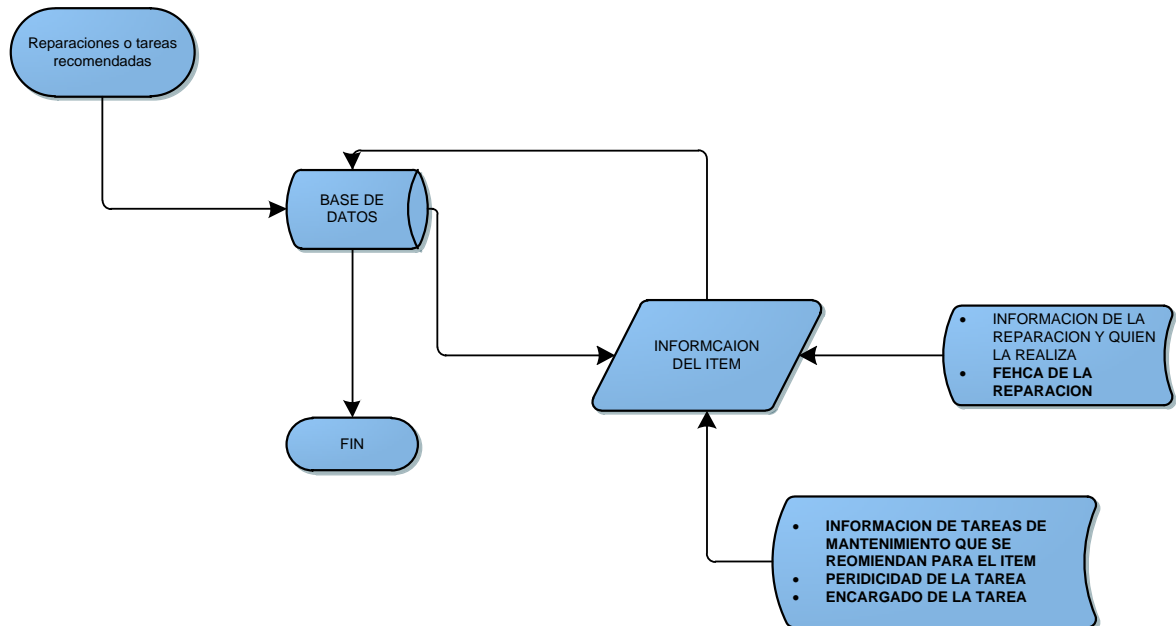 Reparaciones o tareas
recomendadas
BASE DE
DATOS
INFORMCAION
DEL ITEM
• INFORMACION DE LA
REPARACION Y QUIEN
LA REALIZA
• FEHCA DE LA
REPARACION
FIN
• INFORMACION DE TAREAS DE
MANTENIMIENTO QUE SE
REOMIENDAN PARA EL ITEM
• PERIDICIDAD DE LA TAREA
• ENCARGADO DE LA TAREA